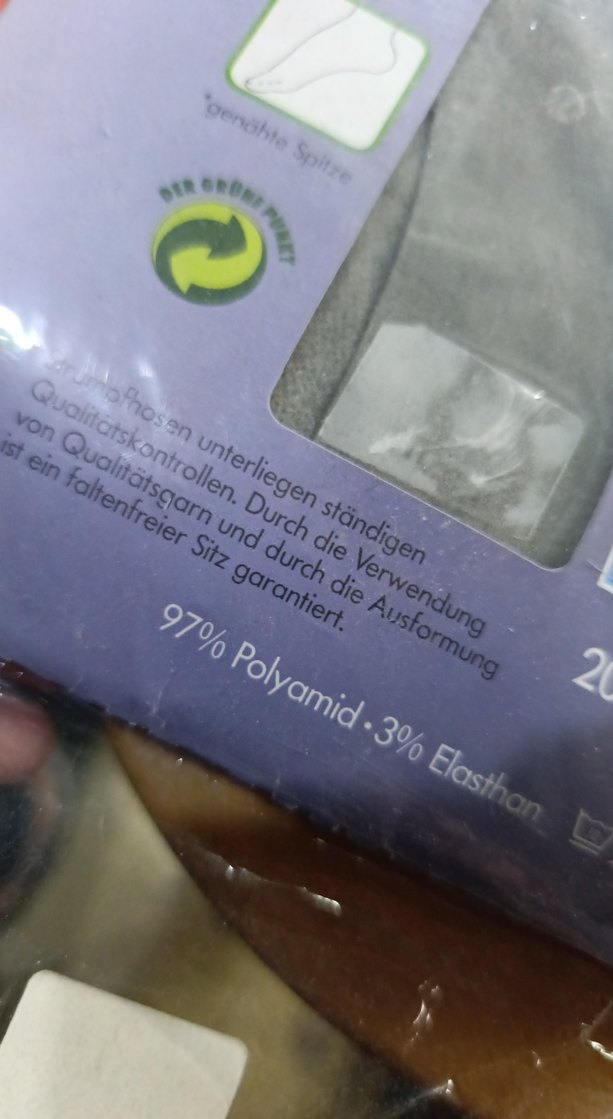 *genähte Spitze
DER GRÜNE PUNKT
unterliegen ständigen
Qualitätskontrollen. Durch die Verwendung
von Qualitätsgarn und durch die Ausformung
ist ein faltenfreier Sitz garantiert.
97% Polyamid • 3% Elasthan